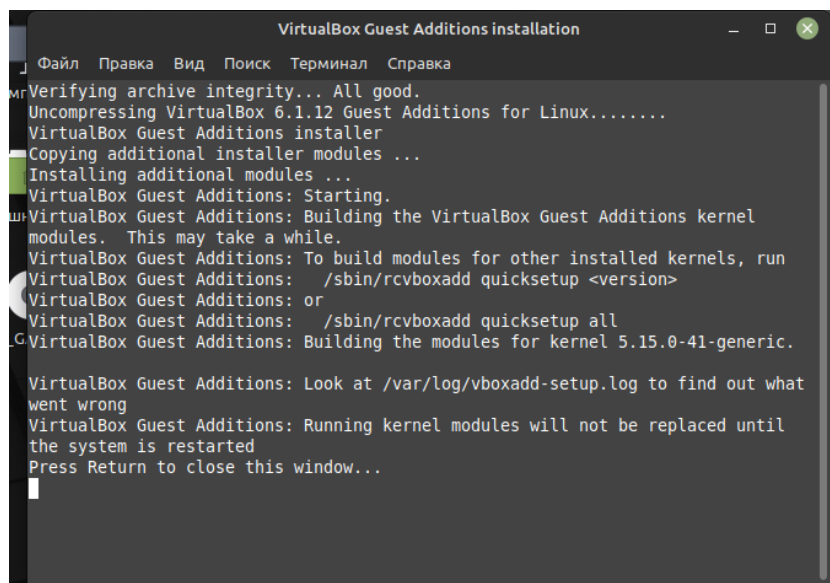 VirtualBox Guest Additions installation
Файл Правка Вид Поиск Терминал Справка
Verifying archive integrity... All good.
Uncompressing VirtualBox 6.1.12 Guest Additions for Linux........
VirtualBox Guest Additions installer
Copying additional installer modules ...
Installing additional modules ...
VirtualBox Guest Additions: Starting.
VirtualBox Guest Additions: Building the VirtualBox Guest Additions kernel
modules.  This may take a while.
VirtualBox Guest Additions: To build modules for other installed kernels, run
VirtualBox Guest Additions:   /sbin/rcvboxadd quicksetup <version>
VirtualBox Guest Additions: or
VirtualBox Guest Additions:   /sbin/rcvboxadd quicksetup all
VirtualBox Guest Additions: Building the modules for kernel 5.15.0-41-generic.
VirtualBox Guest Additions: Look at /var/log/vboxadd-setup.log to find out what
went wrong
VirtualBox Guest Additions: Running kernel modules will not be replaced until
the system is restarted
Press Return to close this window...